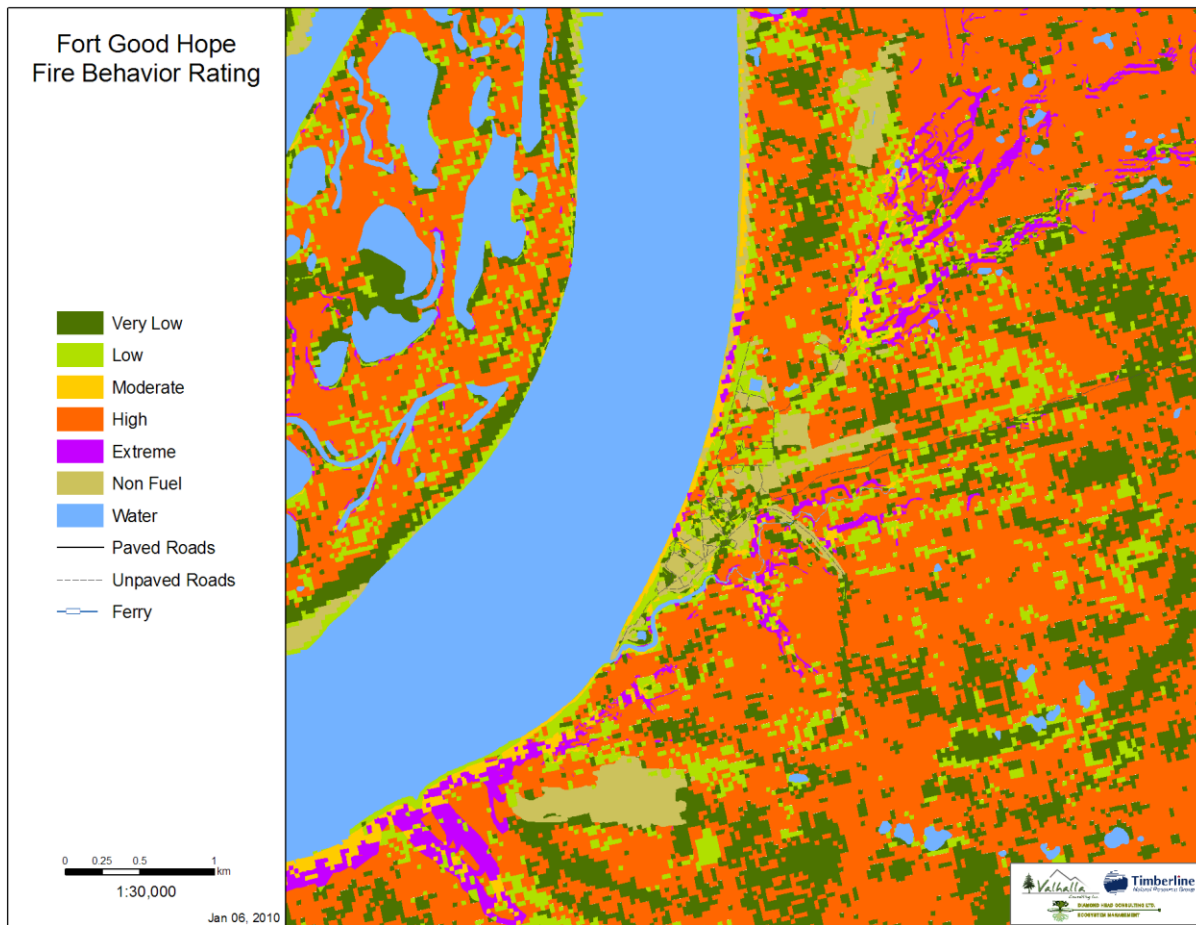 Fort Good Hope
Fire Behavior Rating
Very Low
Low
Moderate
High
Extreme
Non Fuel
Water
Paved Roads
Unpaved Roads
Ferry
0 0.25 0.5 1
km
1:30,000
Jan 06, 2010
Valhalla
Consulting Inc.
Timberline
Natural Resource Group
DIAMOND HEAD CONSULTING LTD.
ECOSYSTEM MANAGEMENT